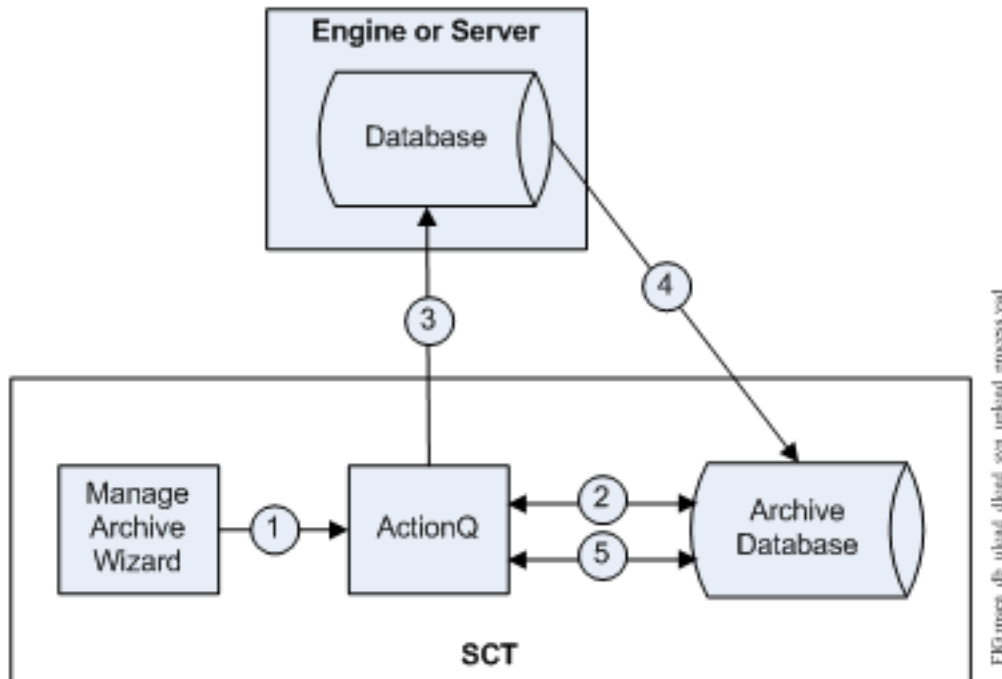 Engine or Server
Database
4
3
Manage
Archive
Wizard
1
ActionQ
2
5
Archive
Database
SCT